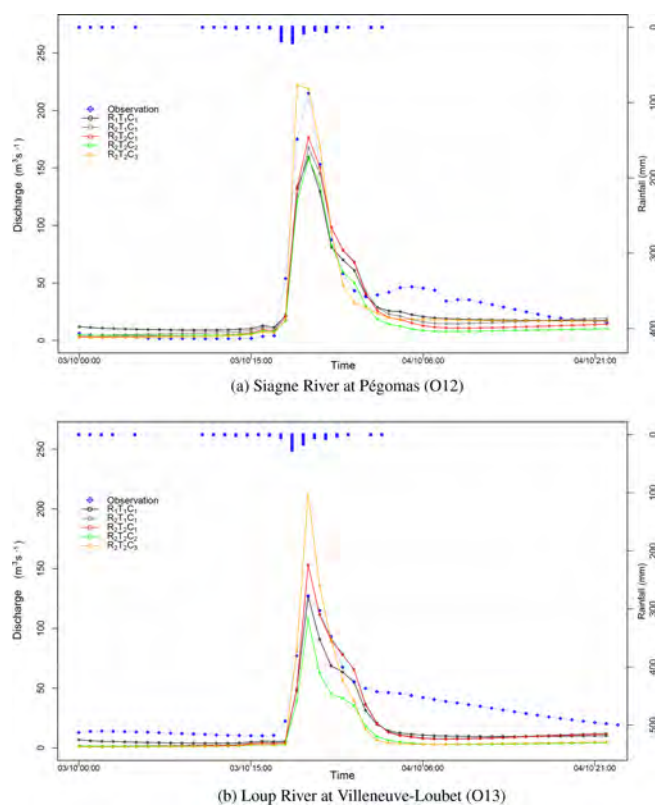 250
200
150
100
50
0
Discharge (m³s⁻¹)
0
100
200
300
400
Rainfall (mm)
Observation
R₁T₁C₁
R₂T₁C₁
R₂T₂C₁
R₂T₂C₂
R₂T₂C₃
03/10 00:00 03/10 15:00 04/10 06:00 04/10 21:00
Time
(a) Siagne River at Pégomas (O12)
250
200
150
100
50
0
Discharge (m³s⁻¹)
0
100
200
300
400
500
Rainfall (mm)
Observation
R₁T₁C₁
R₂T₁C₁
R₂T₂C₁
R₂T₂C₂
R₂T₂C₃
03/10 00:00 03/10 15:00 04/10 06:00 04/10 21:00
Time
(b) Loup River at Villeneuve-Loubet (O13)